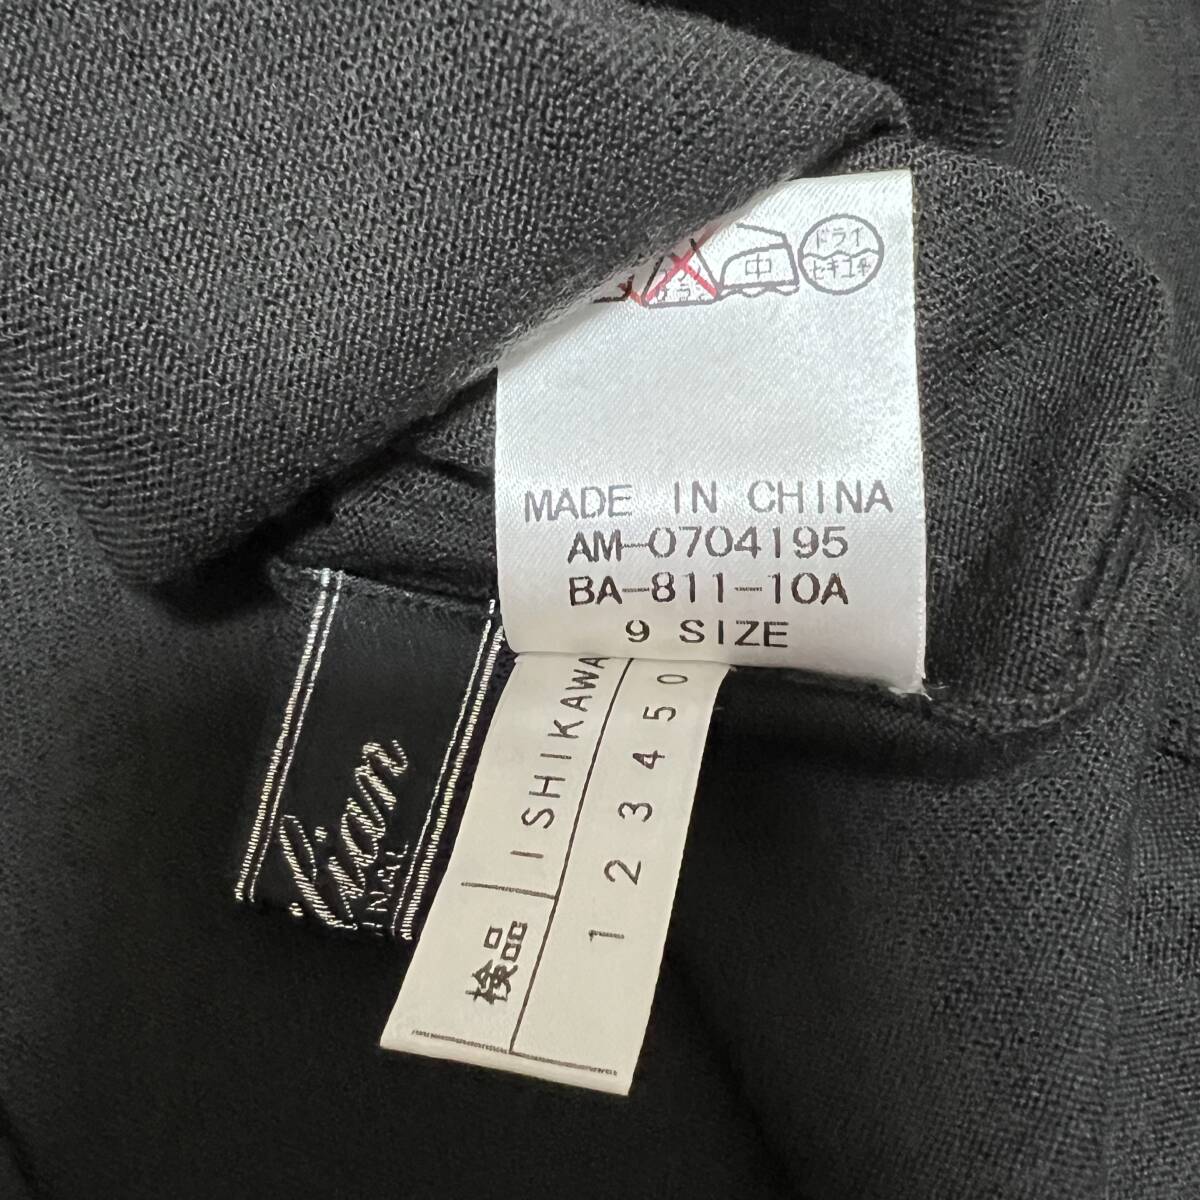 中
ドライ
セキユ系
MADE IN CHINA
AM-0704195
BA-811-10A
9 SIZE
検品 ISHIKAWA
1 2 3 4 5 0